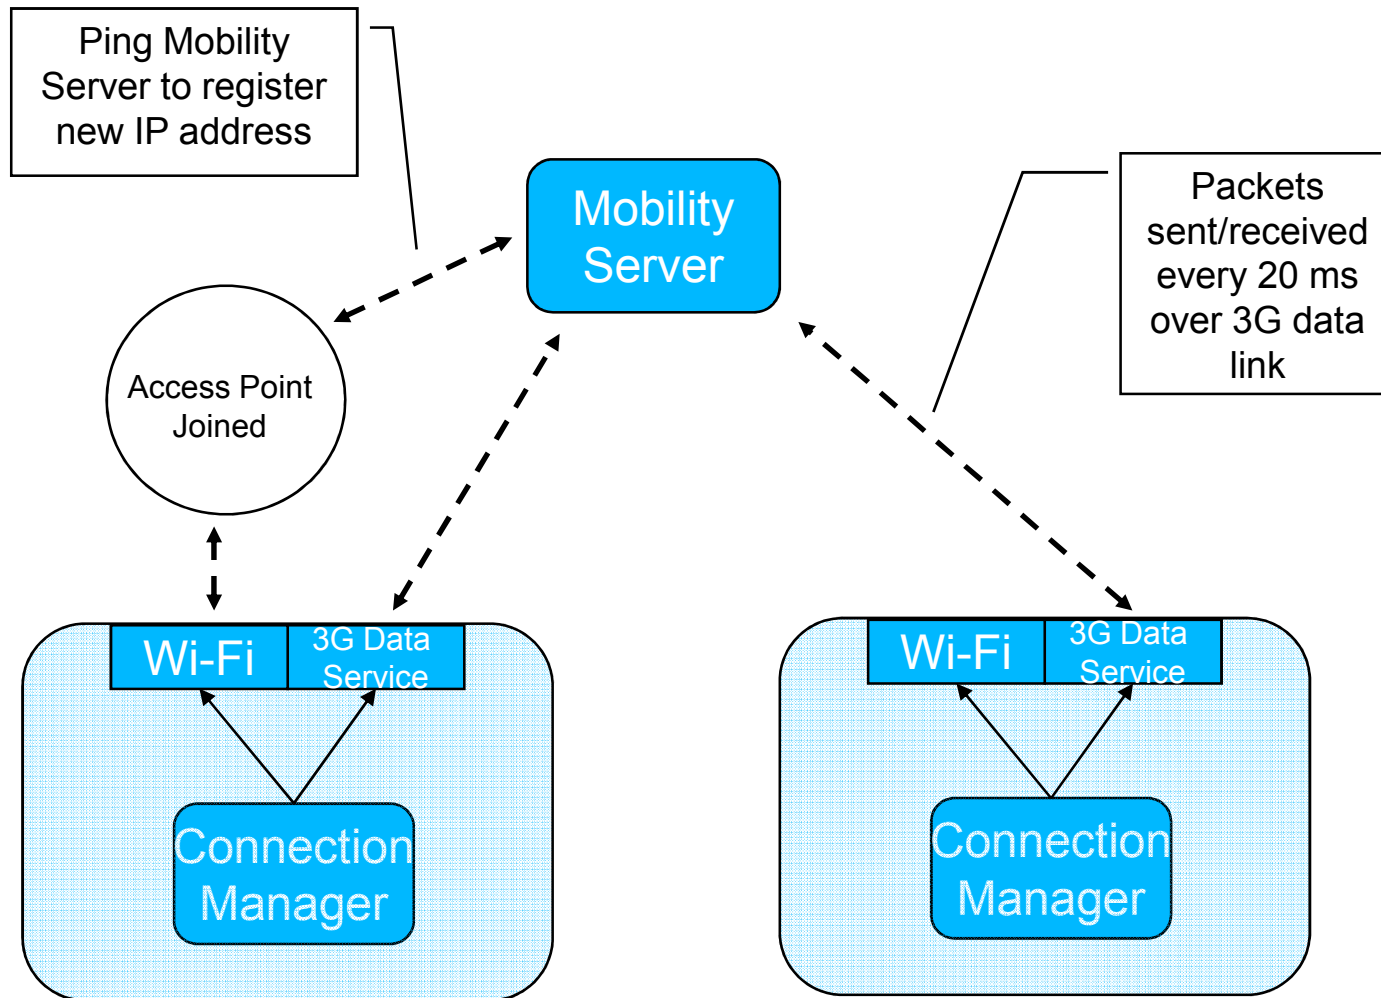 Ping Mobility
Server to register
new IP address
Mobility
Server
Packets
sent/received
every 20 ms
over 3G data
link
Access Point
Joined
Wi-Fi
3G Data
Service
Wi-Fi
3G Data
Service
Connection
Manager
Connection
Manager